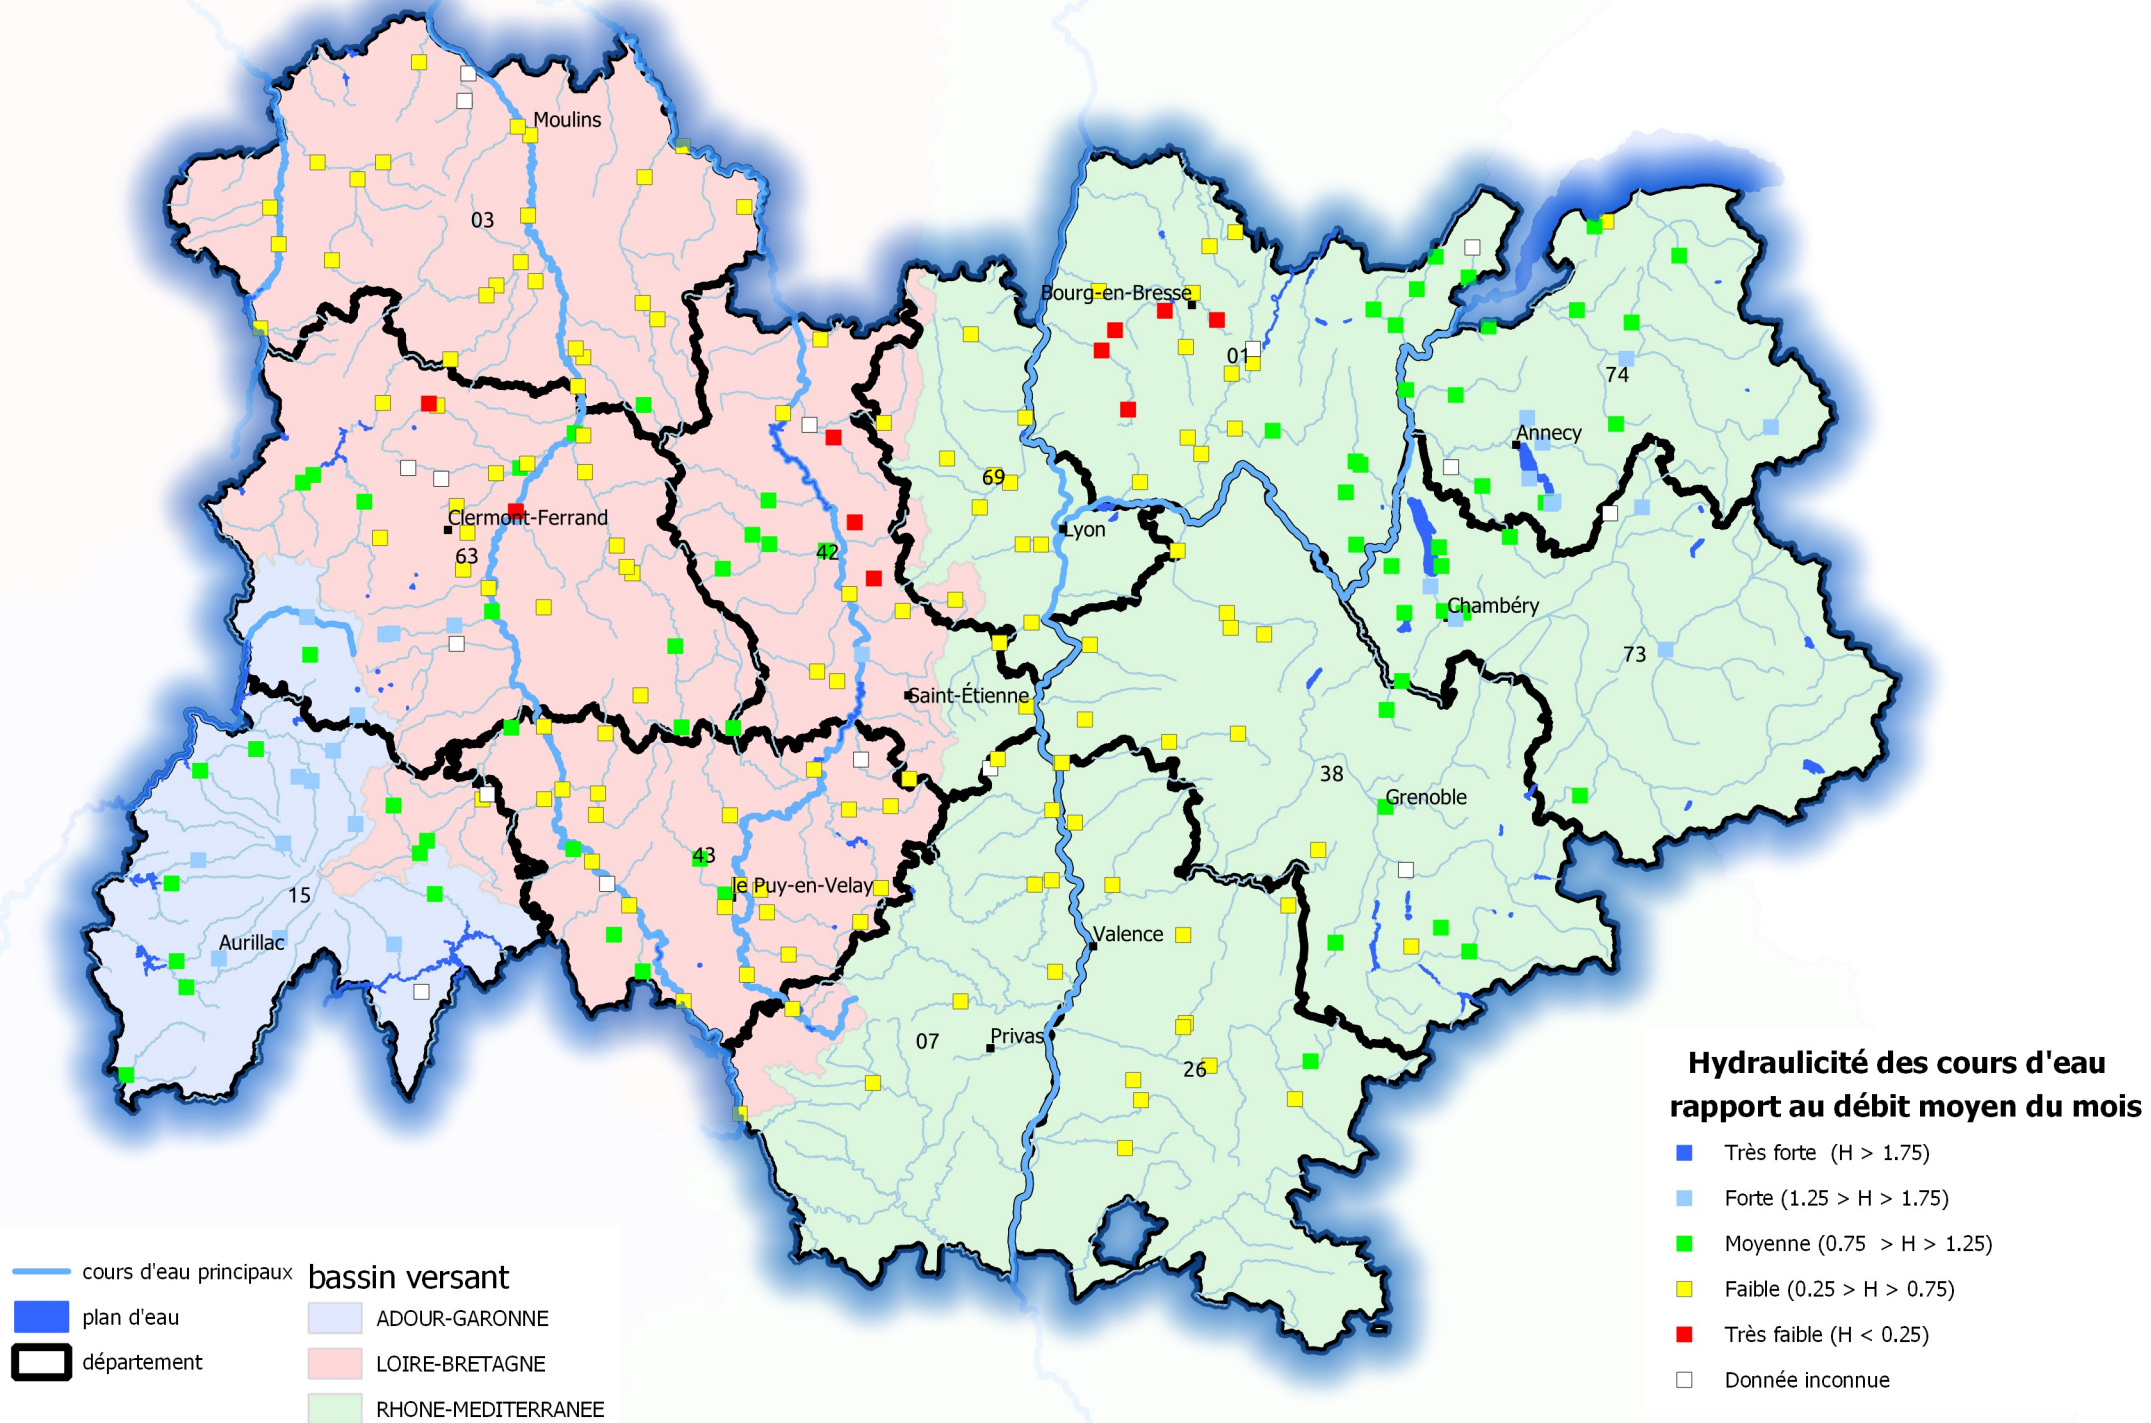 Moulins
03
Bourg-en-Bresse
01
74
Annecy
69
Clermont-Ferrand
Lyon
63
42
Chambéry
73
Saint-Étienne
38
Grenoble
43
le Puy-en-Velay
15
Aurillac
Valence
07
Privas
26
Hydraulicité des cours d'eau
rapport au débit moyen du mois
Très forte (H > 1.75)
Forte (1.25 > H > 1.75)
Moyenne (0.75 > H > 1.25)
Faible (0.25 > H > 0.75)
Très faible (H < 0.25)
Donnée inconnue
cours d'eau principaux
plan d'eau
département
bassin versant
ADOUR-GARONNE
LOIRE-BRETAGNE
RHONE-MEDITERRANEE